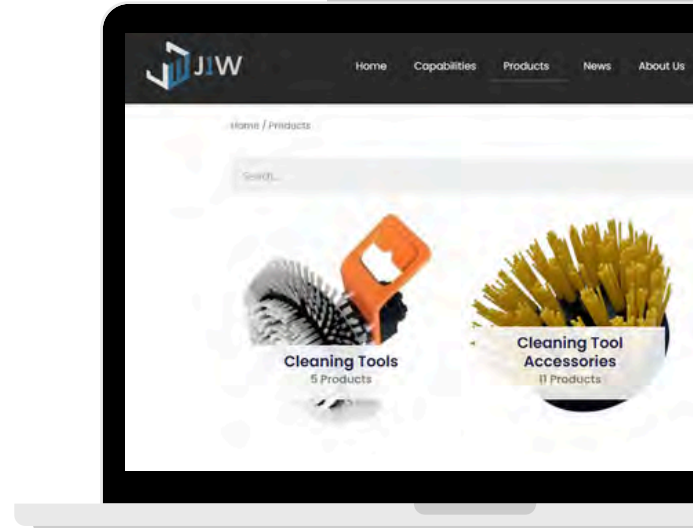 J1W
Home Capabilities Products News About Us
Home / Products
Search...
Cleaning Tools
5 Products
Cleaning Tool
Accessories
11 Products